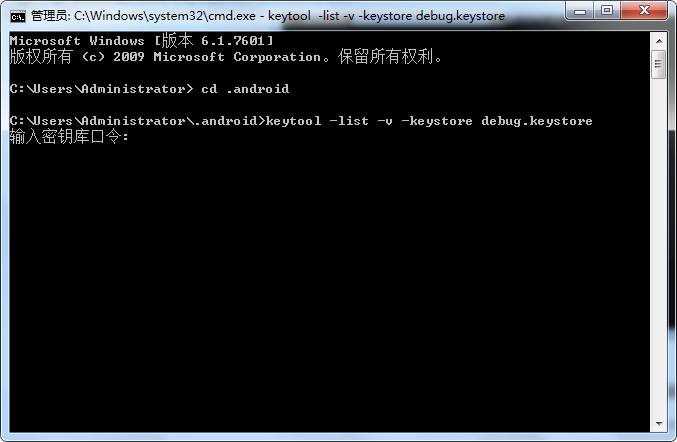 管理员: C:\Windows\system32\cmd.exe - keytool  -list -v -keystore debug.keystore
Microsoft Windows [版本 6.1.7601]
版权所有 (c) 2009 Microsoft Corporation。保留所有权利。
C:\Users\Administrator> cd .android
C:\Users\Administrator\.android>keytool -list -v -keystore debug.keystore
输入密钥库口令: